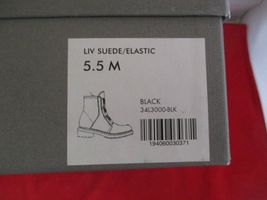 LIV SUEDE/ELASTIC
5.5 M
BLACK
34L3000-BLK
194060030371